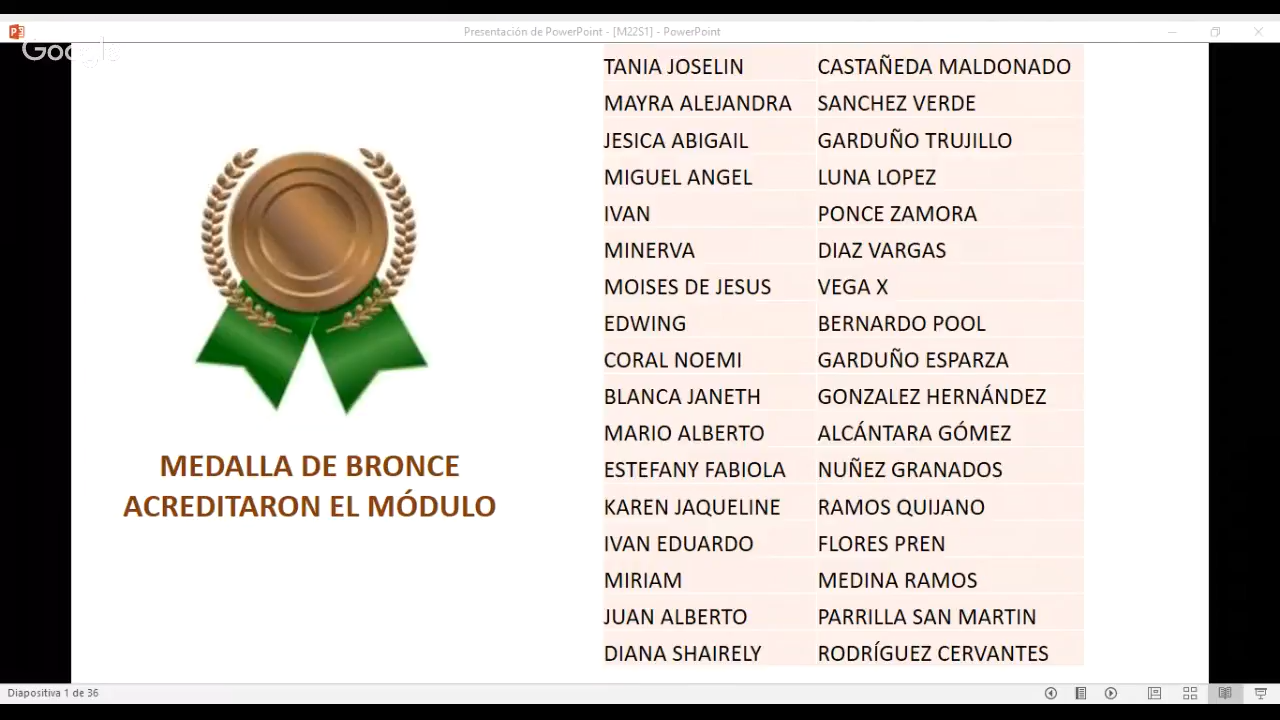 Presentación de PowerPoint - [M22S1] - PowerPoint
Google
TANIA JOSELIN CASTAÑEDA MALDONADO
MAYRA ALEJANDRA SANCHEZ VERDE
JESICA ABIGAIL GARDUÑO TRUJILLO
MIGUEL ANGEL LUNA LOPEZ
IVAN PONCE ZAMORA
MINERVA DIAZ VARGAS
MOISES DE JESUS VEGA X
EDWING BERNARDO POOL
CORAL NOEMI GARDUÑO ESPARZA
BLANCA JANETH GONZALEZ HERNÁNDEZ
MARIO ALBERTO ALCÁNTARA GÓMEZ
ESTEFANY FABIOLA NUÑEZ GRANADOS
KAREN JAQUELINE RAMOS QUIJANO
IVAN EDUARDO FLORES PREN
MIRIAM MEDINA RAMOS
JUAN ALBERTO PARRILLA SAN MARTIN
DIANA SHAIRELY RODRÍGUEZ CERVANTES
MEDALLA DE BRONCE
ACREDITARON EL MÓDULO
Diapositiva 1 de 36